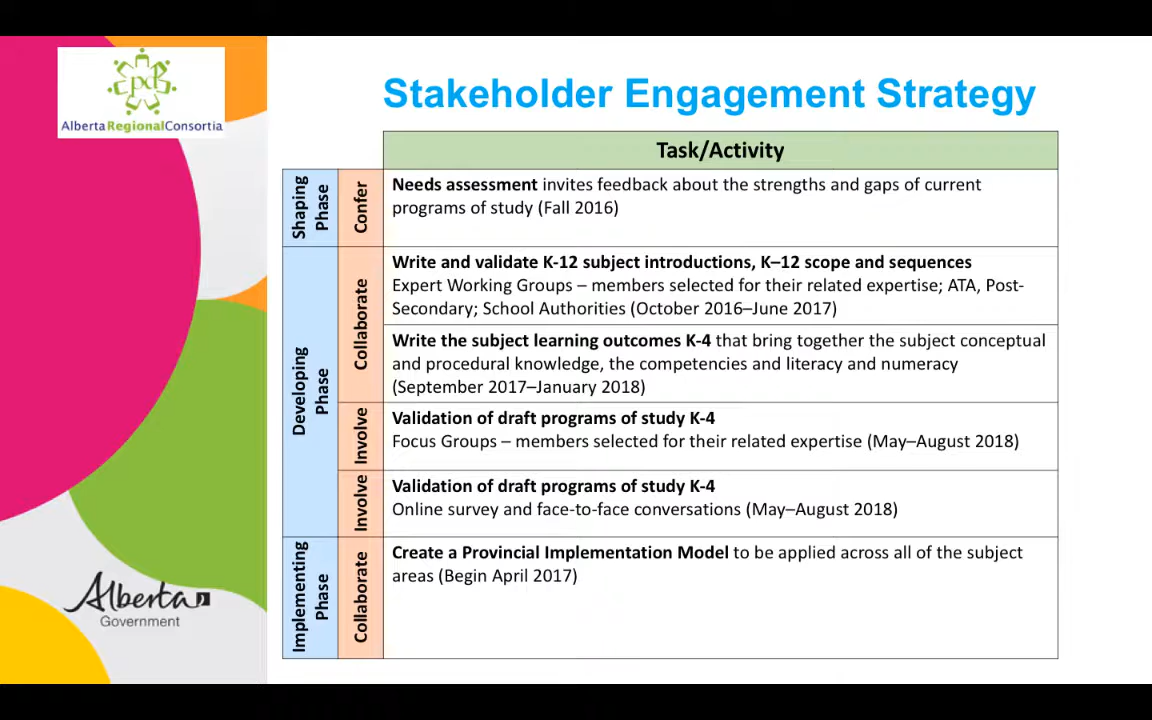 pdp
Alberta Regional Consortia
Stakeholder Engagement Strategy
Task/Activity
Shaping
Phase
Confer
Needs assessment invites feedback about the strengths and gaps of current
programs of study (Fall 2016)
Developing
Phase
Collaborate
Write and validate K-12 subject introductions, K–12 scope and sequences
Expert Working Groups – members selected for their related expertise; ATA, Post-
Secondary; School Authorities (October 2016–June 2017)
Write the subject learning outcomes K-4 that bring together the subject conceptual
and procedural knowledge, the competencies and literacy and numeracy
(September 2017–January 2018)
Involve
Validation of draft programs of study K-4
Focus Groups – members selected for their related expertise (May–August 2018)
Involve
Validation of draft programs of study K-4
Online survey and face-to-face conversations (May–August 2018)
Implementing
Phase
Collaborate
Create a Provincial Implementation Model to be applied across all of the subject
areas (Begin April 2017)
Alberta
Government